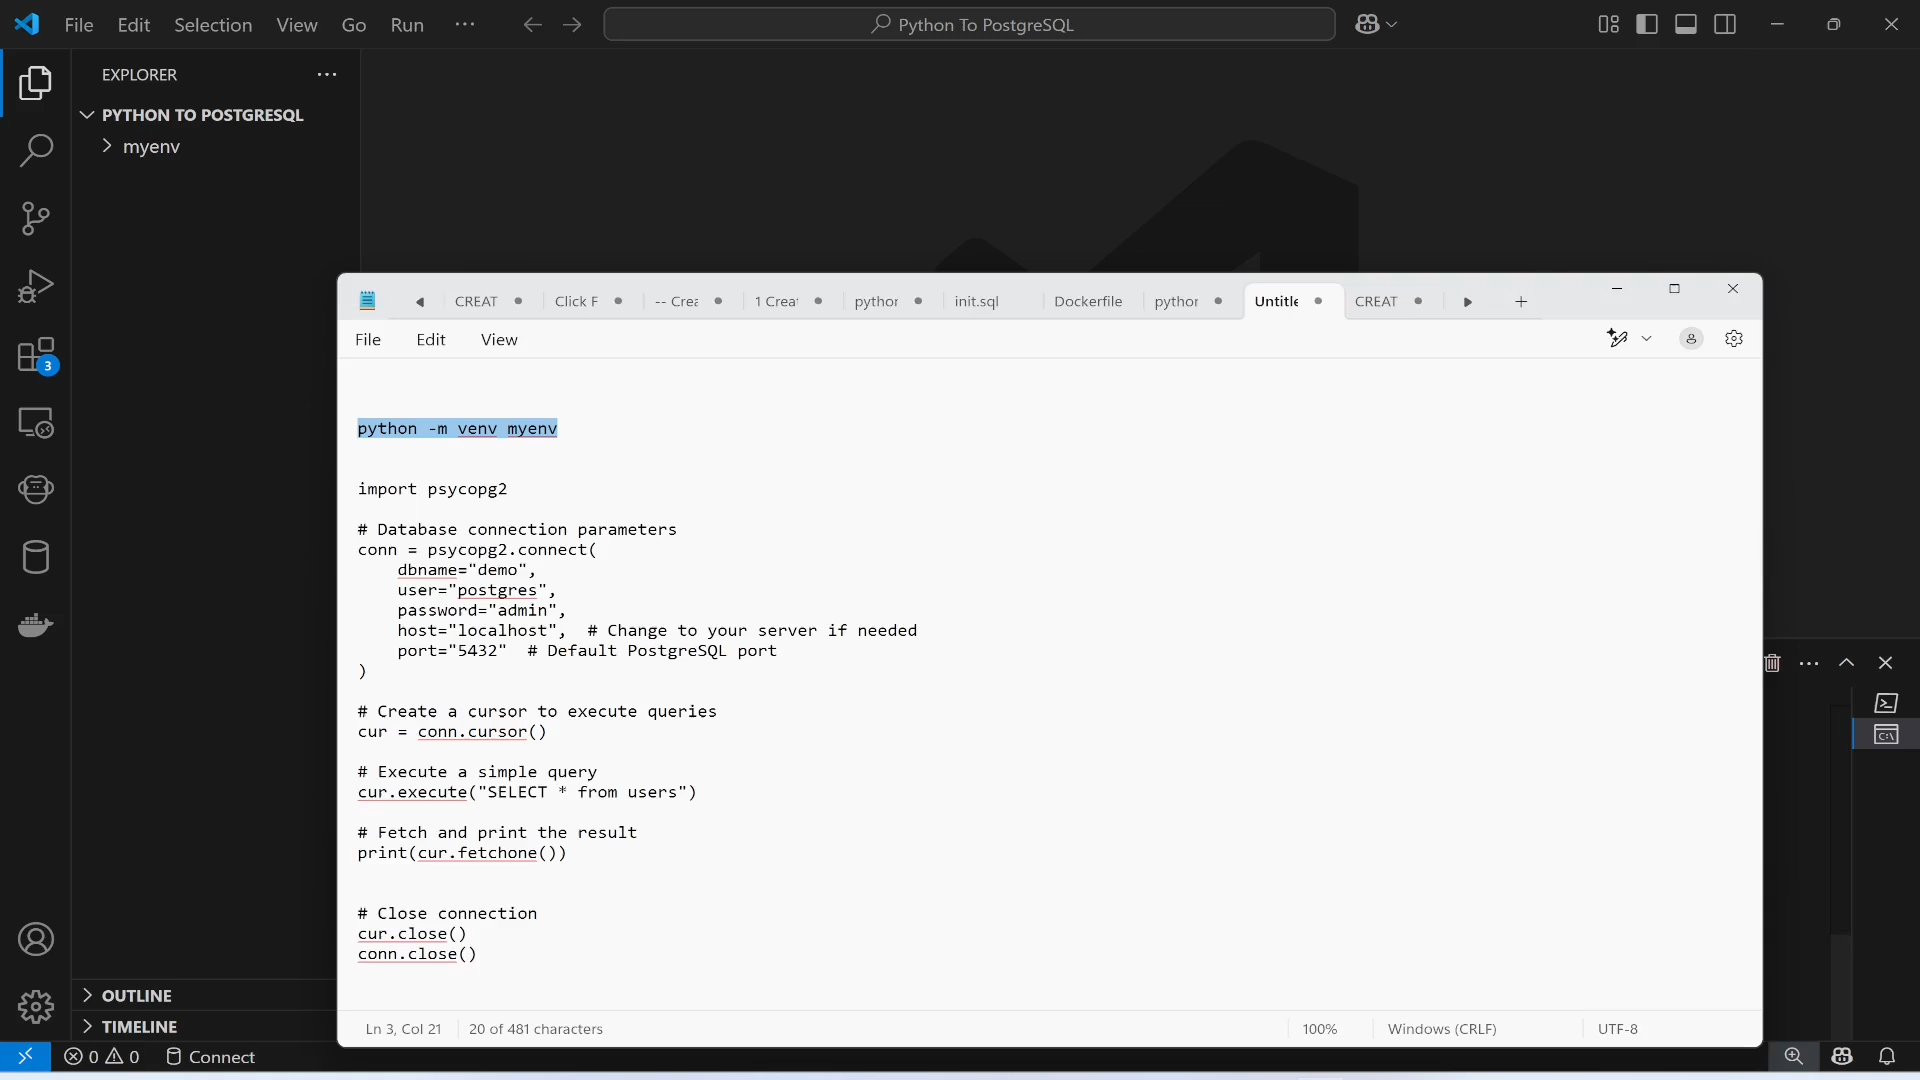 File Edit Selection View Go Run ··· Python To PostgreSQL
EXPLORER
PYTHON TO POSTGRESQL
myenv
3
CREAT Click F -- Crea 1 Creat python init.sql Dockerfile python Untitle CREAT
File Edit View
python -m venv myenv
import psycopg2
# Database connection parameters
conn = psycopg2.connect(
    dbname="demo",
    user="postgres",
    password="admin",
    host="localhost",  # Change to your server if needed
    port="5432"  # Default PostgreSQL port
)
# Create a cursor to execute queries
cur = conn.cursor()
# Execute a simple query
cur.execute("SELECT * from users")
# Fetch and print the result
print(cur.fetchone())
# Close connection
cur.close()
conn.close()
OUTLINE
TIMELINE
Ln 3, Col 21 20 of 481 characters 100% Windows (CRLF) UTF-8
0 0 Connect